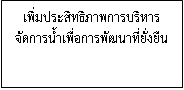 เพิ่มประสิทธิภาพการบริหาร
จัดการน้ำเพื่อการพัฒนาที่ยั่งยืน